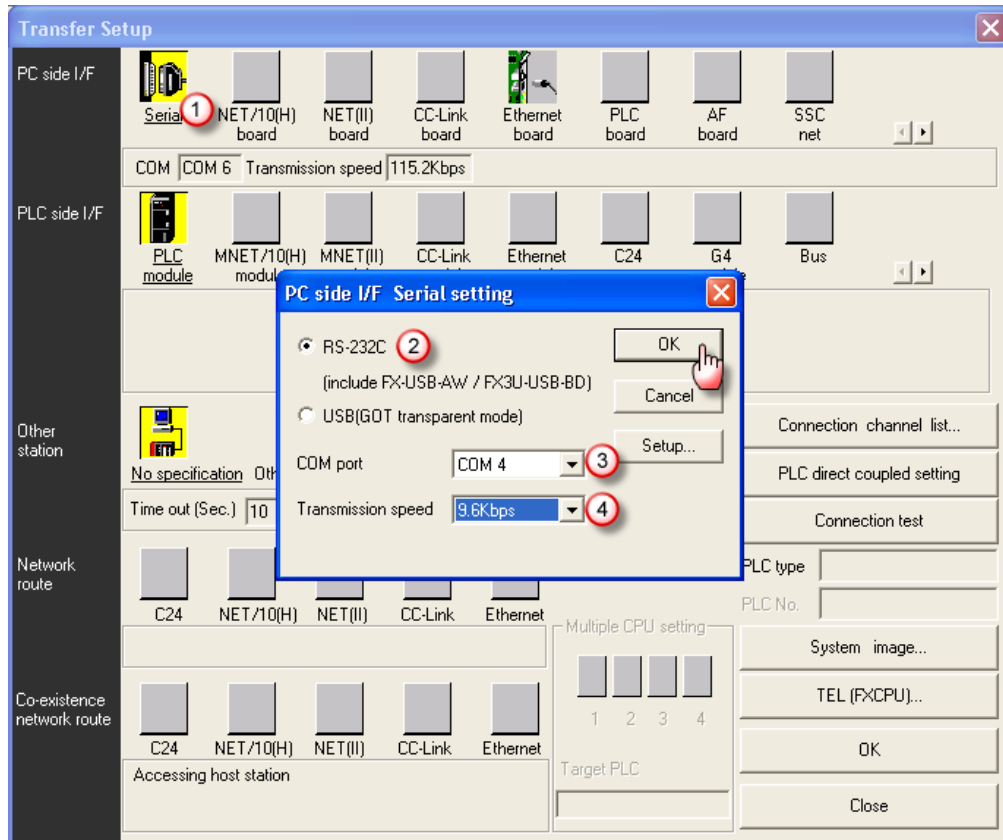 Transfer Setup
PC side I/F
Serial 1 NET/10(H) board NET(II) board CC-Link board Ethernet board PLC board AF board SSC net
COM COM 6 Transmission speed 115.2Kbps
PLC side I/F
PLC module MNET/10(H) MNET(II) CC-Link Ethernet C24 G4 Bus
PC side I/F Serial setting
RS-232C 2 OK
(include FX-USB-AW / FX3U-USB-BD)
Cancel
USB(GOT transparent mode)
Setup...
COM port COM 4 3
Transmission speed 9.6Kbps 4
Other station
No specification
Time out (Sec.) 10
Connection channel list...
PLC direct coupled setting
Connection test
PLC type
PLC No.
System image...
TEL (FXCPU)...
OK
Close
Network route
C24 NET/10(H) NET(II) CC-Link Ethernet
Multiple CPU setting
1 2 3 4
Target PLC
Co-existence network route
C24 NET/10(H) NET(II) CC-Link Ethernet
Accessing host station